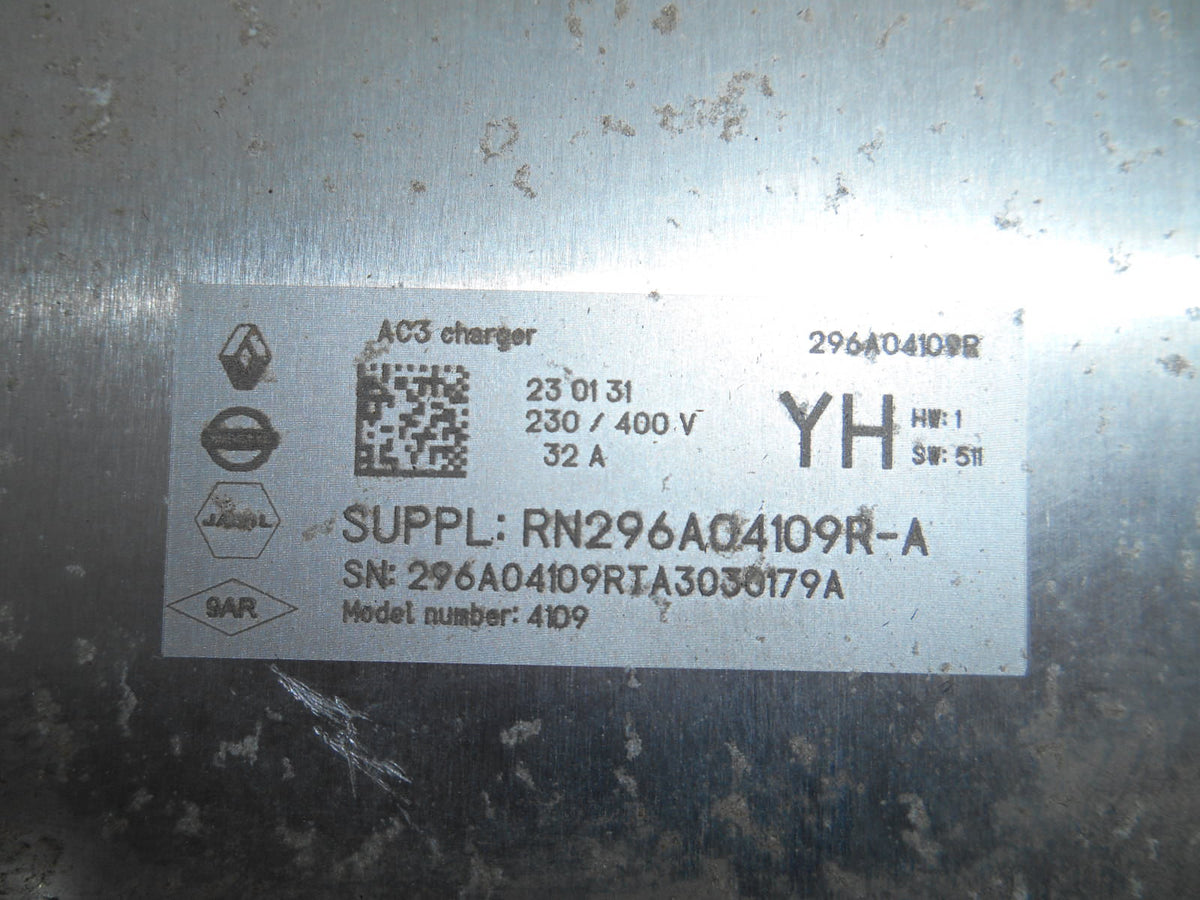 AC3 charger
296A04109R
23 01 31
230 / 400 V~
32 A
YH
HW: 1
SW: 511
SUPPL: RN296A04109R-A
SN: 296A04109RIA3030179A
Model number: 4109
9AR